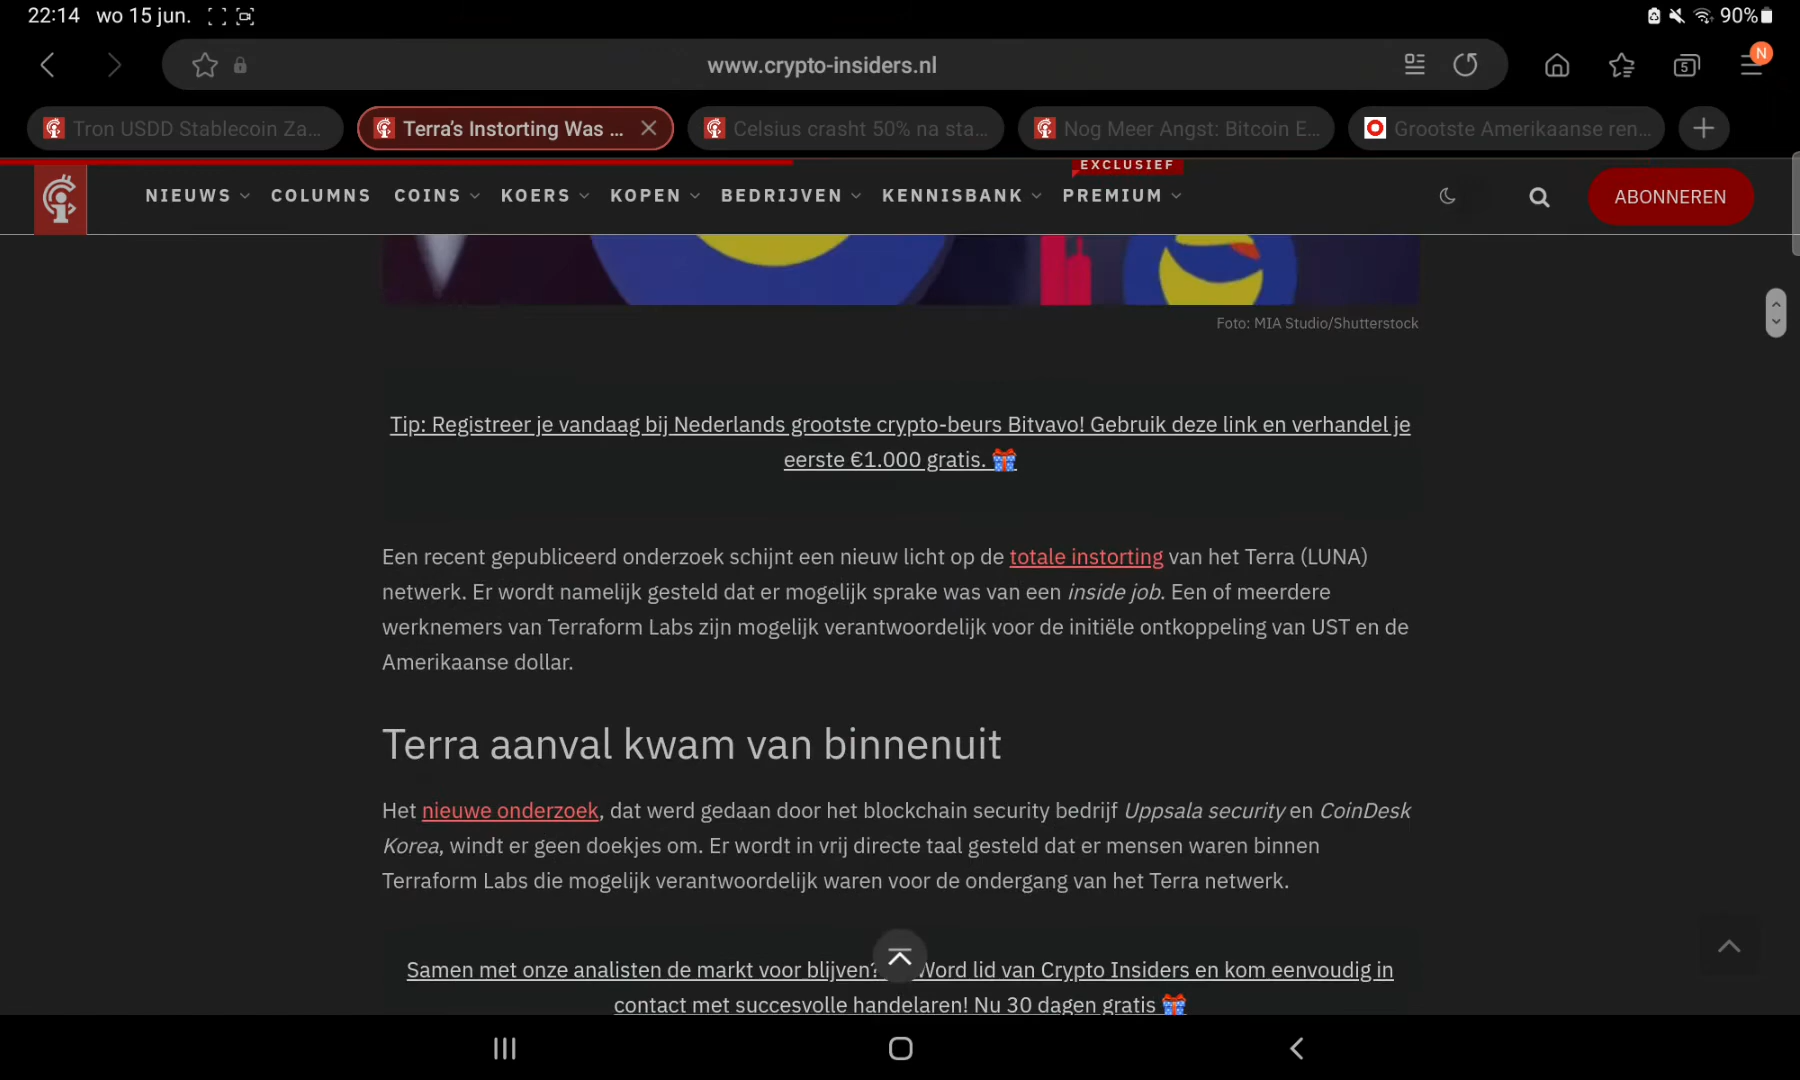 22:14 wo 15 jun.
90%
www.crypto-insiders.nl
5
N
Tron USDD Stablecoin Za...
Terra's Instorting Was ...
Celsius crasht 50% na sta...
Nog Meer Angst: Bitcoin E...
Grootste Amerikaanse ren...
EXCLUSIEF
NIEUWS COLUMNS COINS KOERS KOPEN BEDRIJVEN KENNISBANK PREMIUM
ABONNEREN
Foto: MIA Studio/Shutterstock
Tip: Registreer je vandaag bij Nederlands grootste crypto-beurs Bitvavo! Gebruik deze link en verhandel je
eerste €1.000 gratis. 🎁
Een recent gepubliceerd onderzoek schijnt een nieuw licht op de totale instorting van het Terra (LUNA)
netwerk. Er wordt namelijk gesteld dat er mogelijk sprake was van een inside job. Een of meerdere
werknemers van Terraform Labs zijn mogelijk verantwoordelijk voor de initiële ontkoppeling van UST en de
Amerikaanse dollar.
Terra aanval kwam van binnenuit
Het nieuwe onderzoek, dat werd gedaan door het blockchain security bedrijf Uppsala security en CoinDesk
Korea, windt er geen doekjes om. Er wordt in vrij directe taal gesteld dat er mensen waren binnen
Terraform Labs die mogelijk verantwoordelijk waren voor de ondergang van het Terra netwerk.
Samen met onze analisten de markt voor blijven? Word lid van Crypto Insiders en kom eenvoudig in
contact met succesvolle handelaren! Nu 30 dagen gratis 🎁